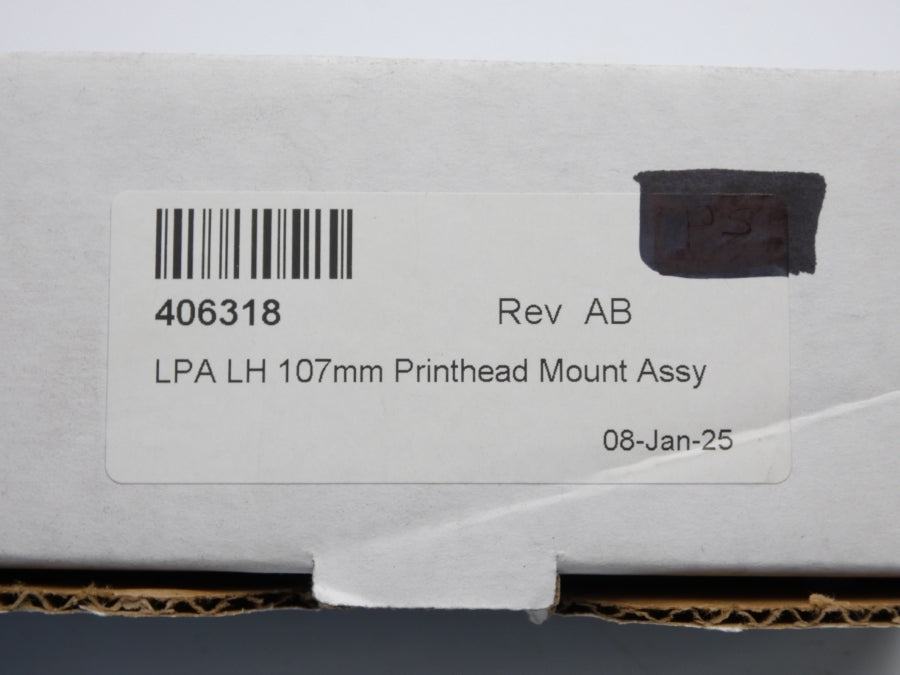 406318 Rev AB
LPA LH 107mm Printhead Mount Assy
08-Jan-25